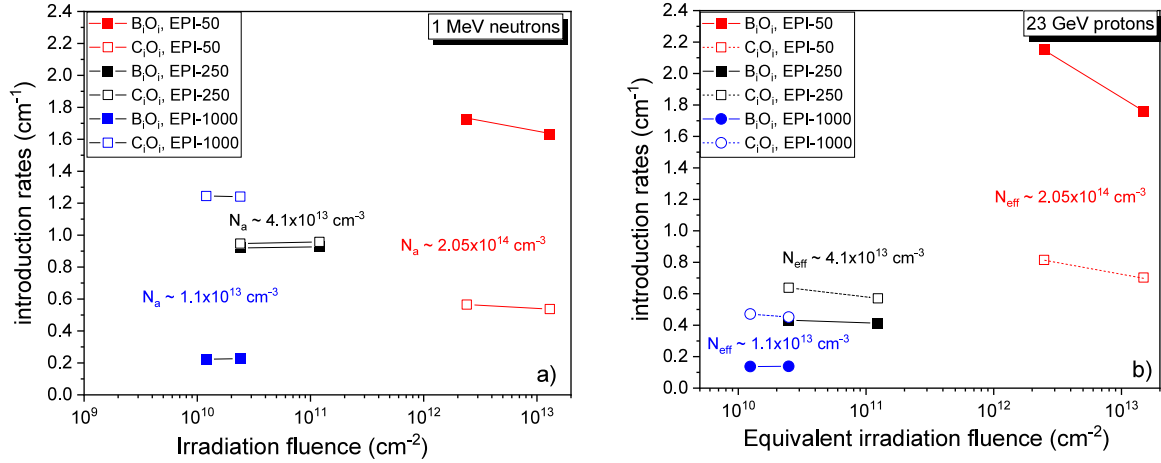 1 MeV neutrons
BᵢOᵢ, EPI-50
CᵢOᵢ, EPI-50
BᵢOᵢ, EPI-250
CᵢOᵢ, EPI-250
BᵢOᵢ, EPI-1000
CᵢOᵢ, EPI-1000
introduction rates (cm⁻¹)
1.4
2.4
2.2
2.0
1.8
1.6
1.4
1.2
1.0
0.8
0.6
0.4
0.2
0.0
Nₐ ~ 4.1x10¹³ cm⁻³
Nₐ ~ 2.05x10¹⁴ cm⁻³
Nₐ ~ 1.1x10¹³ cm⁻³
a)
10⁹
10¹⁰
10¹¹
10¹²
10¹³
Irradiation fluence (cm⁻²)
23 GeV protons
BᵢOᵢ, EPI-50
CᵢOᵢ, EPI-50
BᵢOᵢ, EPI-250
CᵢOᵢ, EPI-250
BᵢOᵢ, EPI-1000
CᵢOᵢ, EPI-1000
introduction rates (cm⁻¹)
2.4
2.2
2.0
1.8
1.6
1.4
1.2
1.0
0.8
0.6
0.4
0.2
0.0
N_eff ~ 2.05x10¹⁴ cm⁻³
N_eff ~ 4.1x10¹³ cm⁻³
N_eff ~ 1.1x10¹³ cm⁻³
b)
10¹⁰
10¹¹
10¹²
10¹³
Equivalent irradiation fluence (cm⁻²)